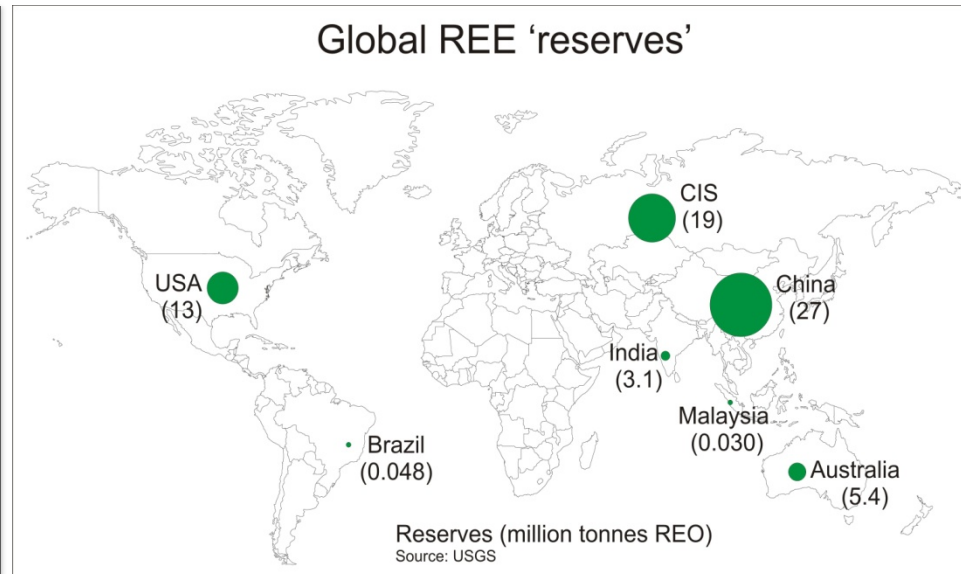 Global REE ‘reserves’
CIS
(19)
USA
(13)
China
(27)
India
(3.1)
Malaysia
(0.030)
Brazil
(0.048)
Australia
(5.4)
Reserves (million tonnes REO)
Source: USGS